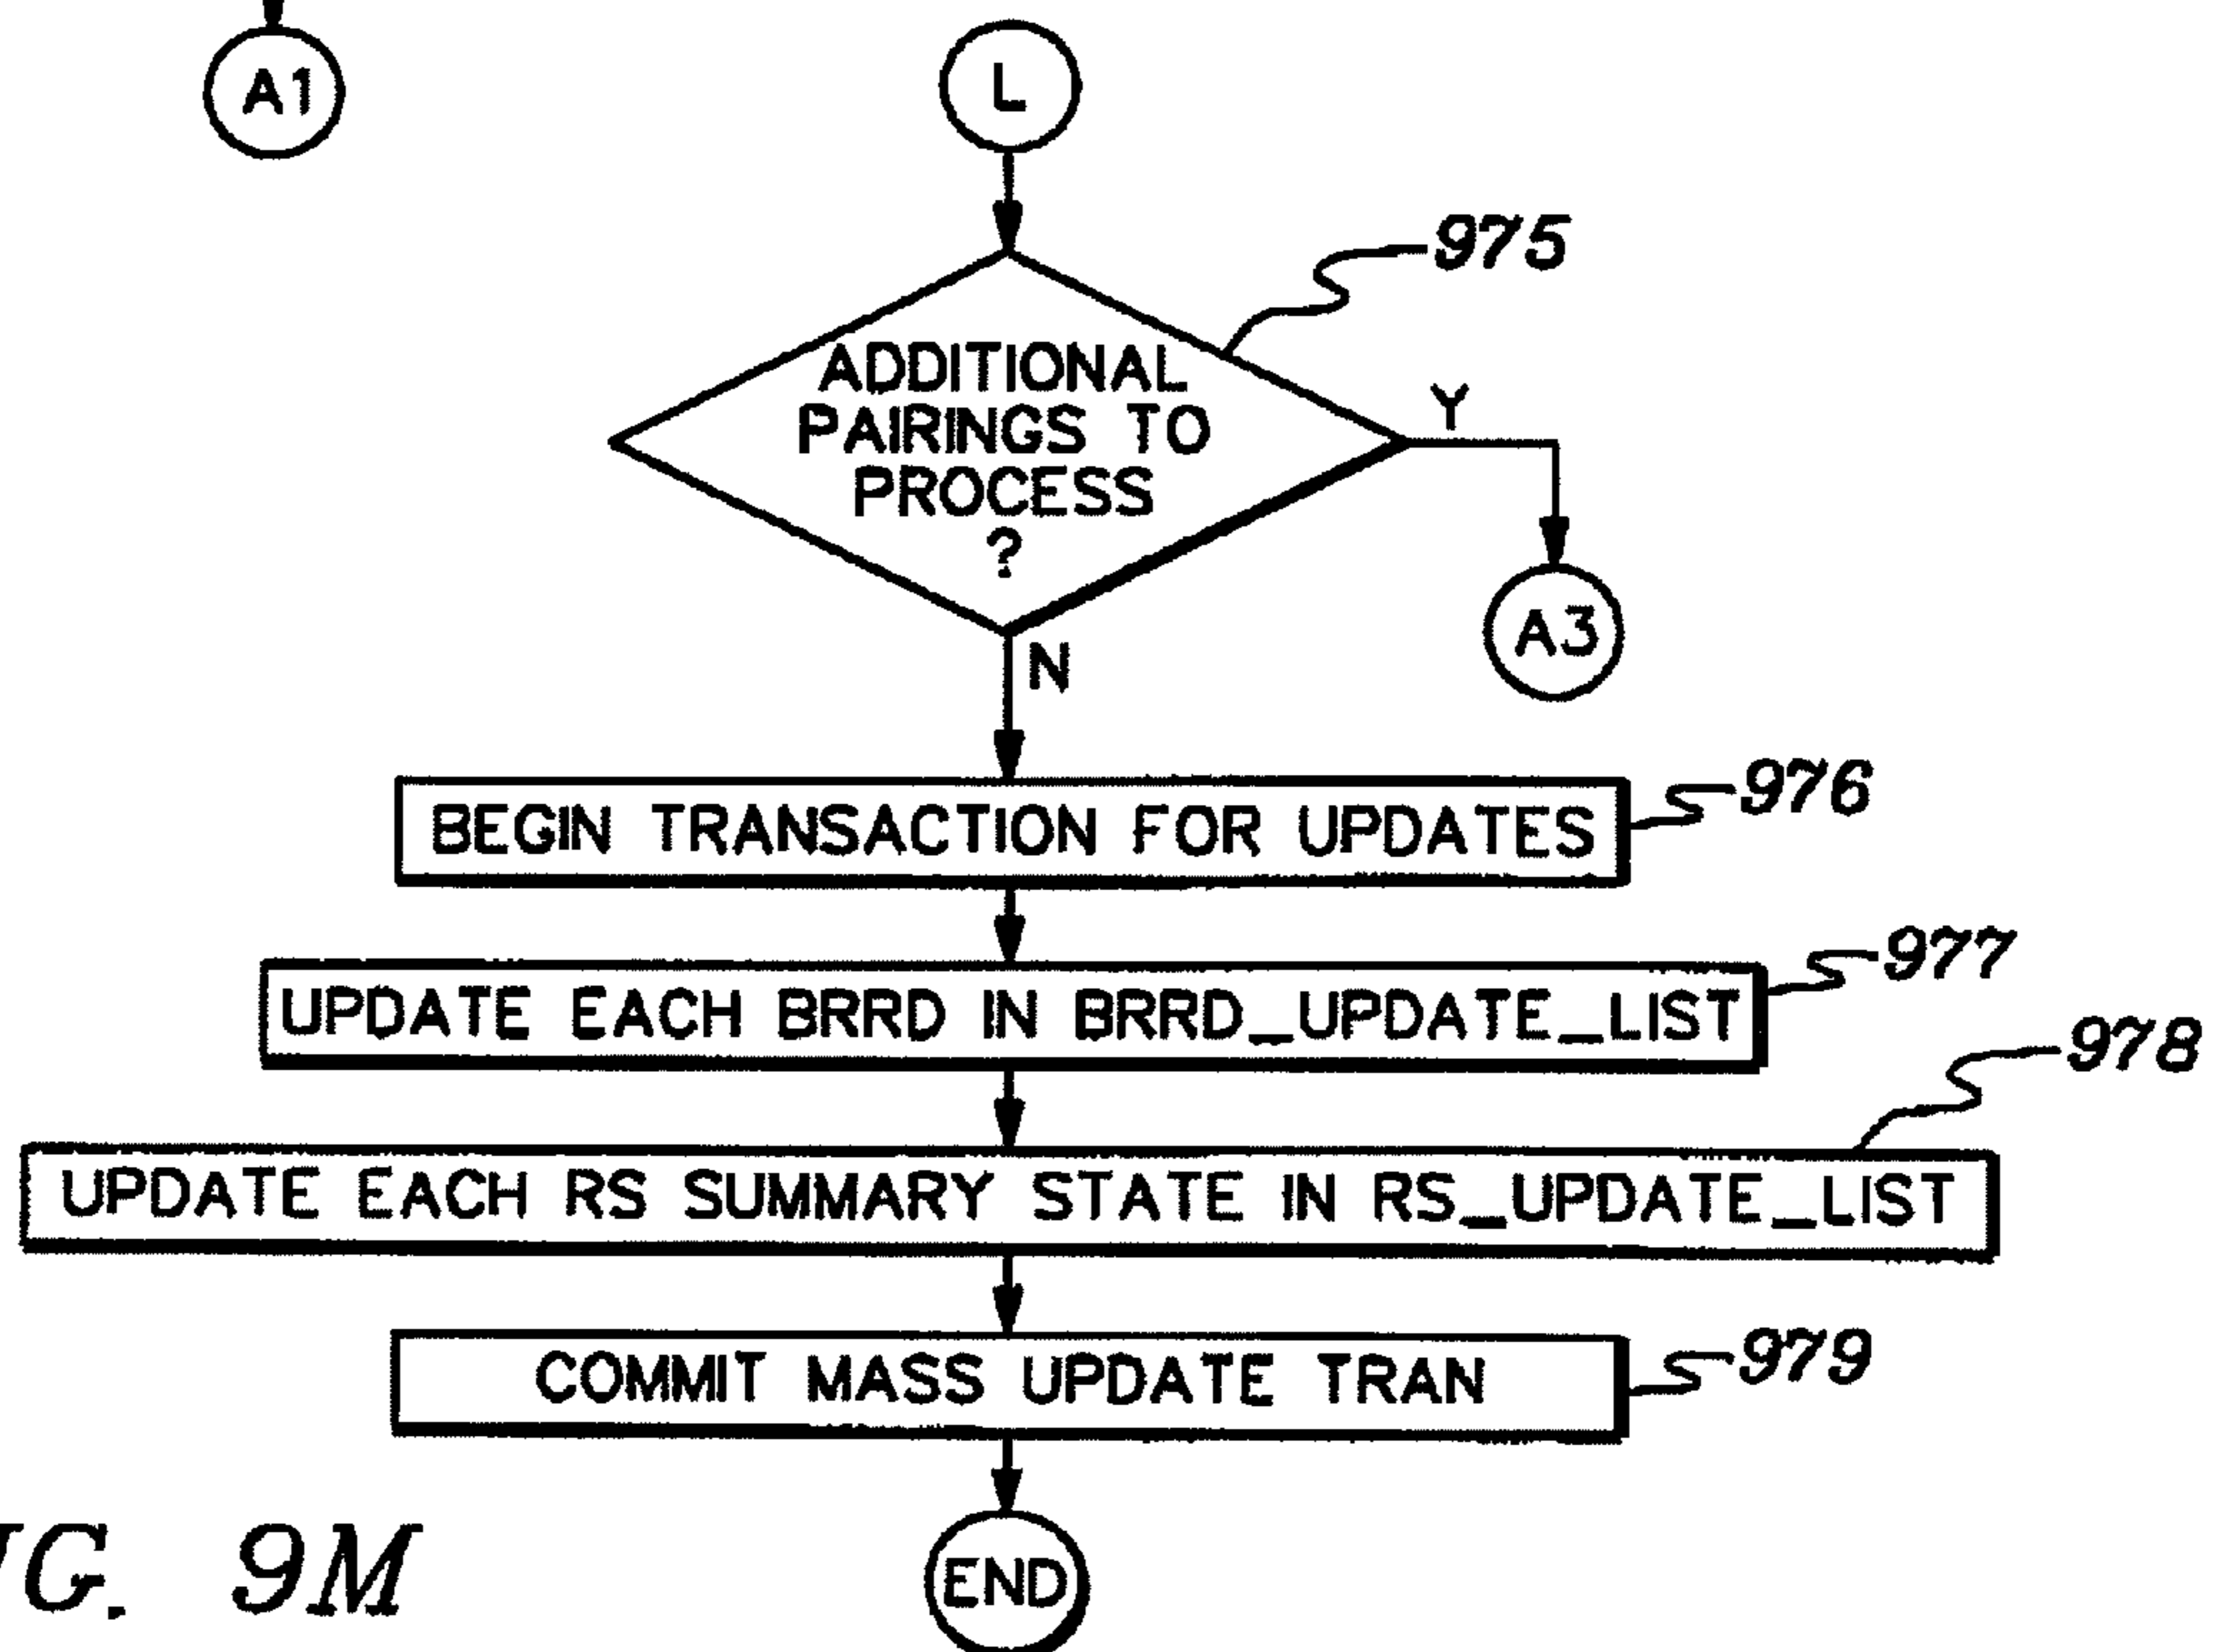 A1
L
975
ADDITIONAL
PAIRINGS TO
PROCESS
?
Y
A3
N
BEGIN TRANSACTION FOR UPDATES
976
UPDATE EACH BRRD IN BRRD_UPDATE_LIST
977
978
UPDATE EACH RS SUMMARY STATE IN RS_UPDATE_LIST
COMMIT MASS UPDATE TRAN
979
END
G. 9M